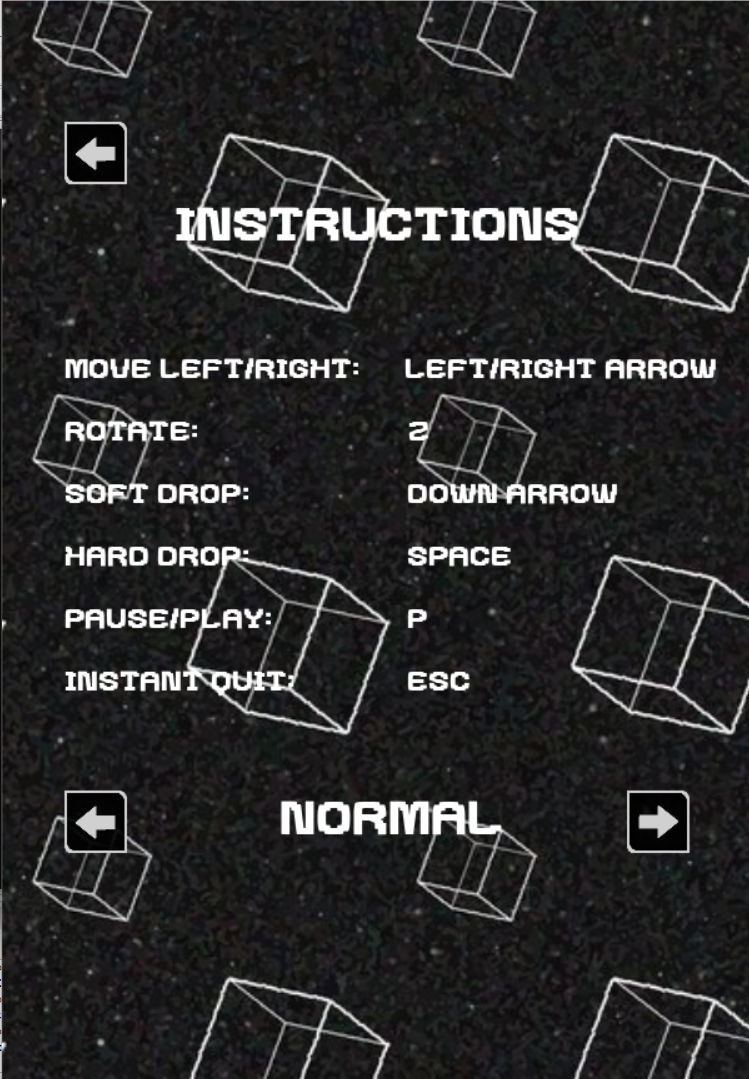 INSTRUCTIONS
MOVE LEFT/RIGHT: LEFT/RIGHT ARROW
ROTATE: Z
SOFT DROP: DOWN ARROW
HARD DROP: SPACE
PAUSE/PLAY: P
INSTANT QUIT: ESC
NORMAL